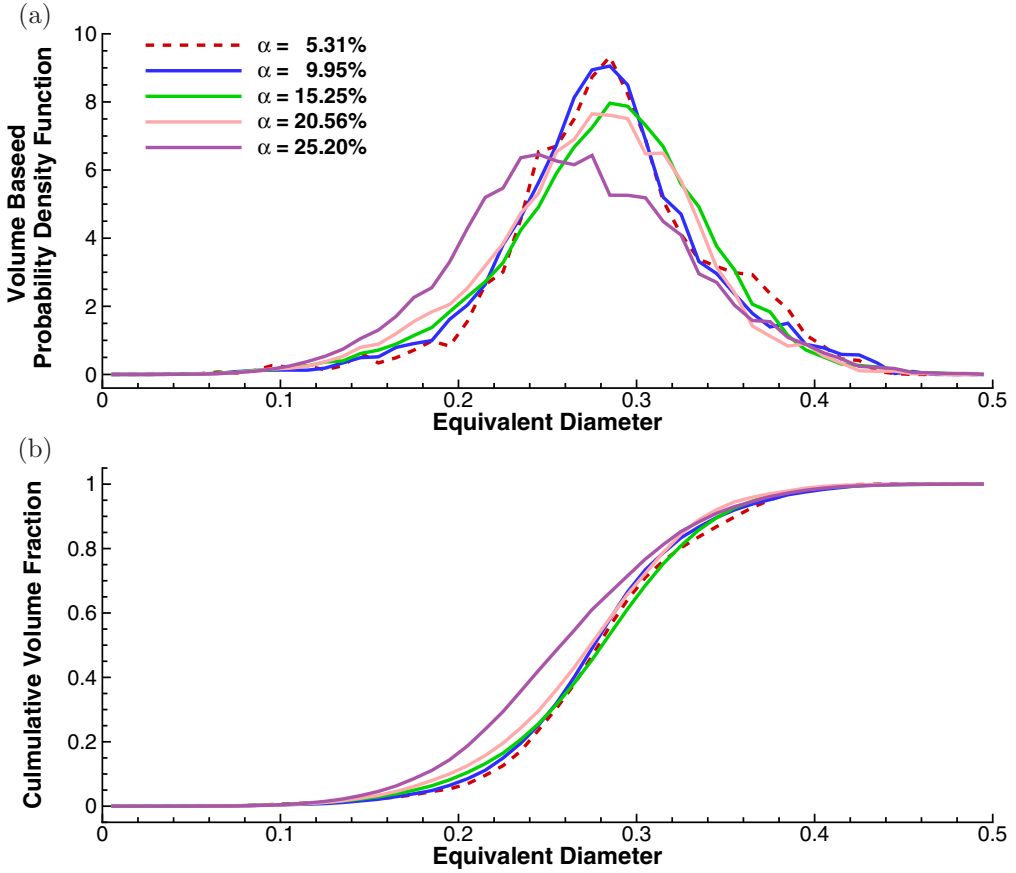 (a)
Volume Baseed
Probability Density Function
10
8
6
4
2
0
α = 5.31%
α = 9.95%
α = 15.25%
α = 20.56%
α = 25.20%
0 0.1 0.2 0.3 0.4 0.5
Equivalent Diameter
(b)
Culmulative Volume Fraction
1
0.8
0.6
0.4
0.2
0
0 0.1 0.2 0.3 0.4 0.5
Equivalent Diameter